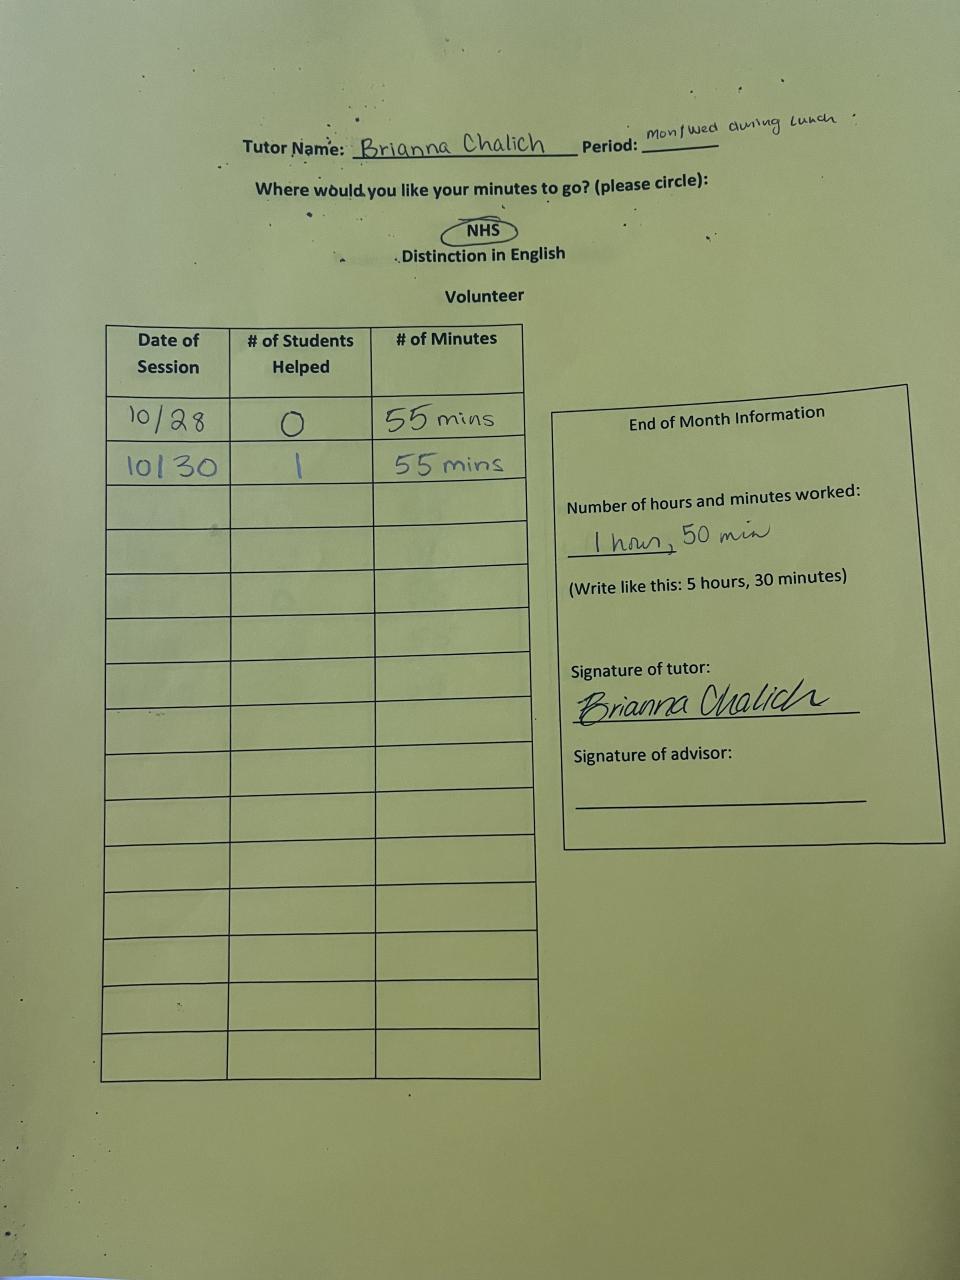 Tutor Name: Brianna Chalich Period: Mon/Wed during Lunch
Where would you like your minutes to go? (please circle):
NHS
Distinction in English
Volunteer
Date of Session # of Students Helped # of Minutes
10/28 0 55 mins
10/30 1 55 mins
End of Month Information
Number of hours and minutes worked:
1 hour, 50 min
(Write like this: 5 hours, 30 minutes)
Signature of tutor:
Brianna Chalich
Signature of advisor: